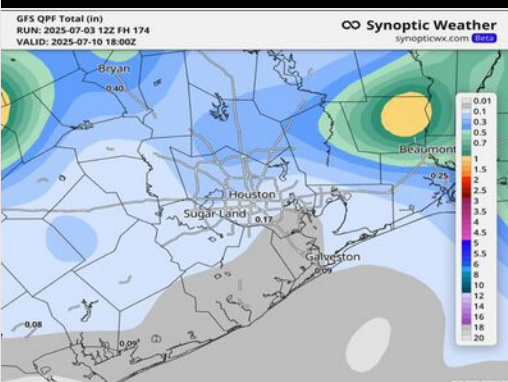 GFS QPF Total (in)
RUN: 2025-07-03 12Z FH 174
VALID: 2025-07-10 18:00Z
Synoptic Weather
synopticwx.com Beta
Bryan
0.40
Beaumont
0.25
Houston
Sugar Land
0.17
Galveston
0.09
0.08
0.09
0.01
0.1
0.3
0.5
0.7
1
1.5
2
2.5
3
3.5
4
4.5
5
5.5
6
8
10
12
14
16
18
20